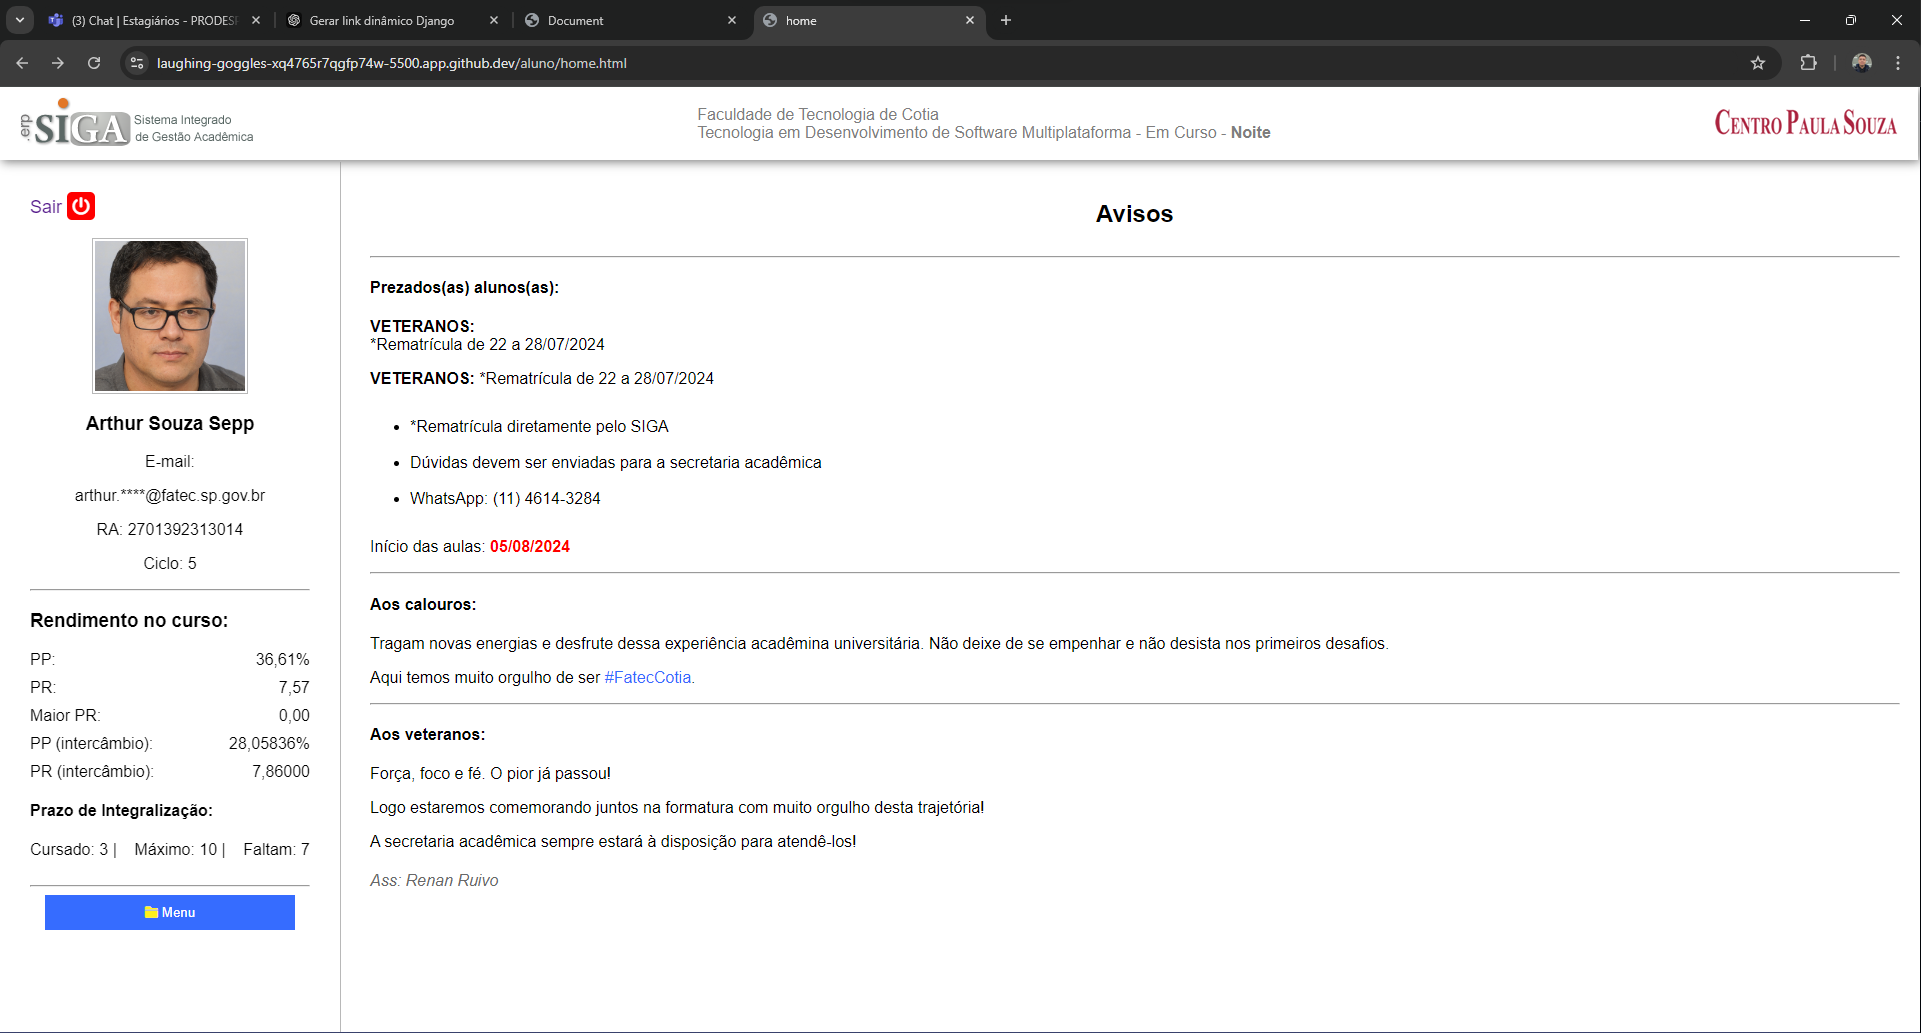 (3) Chat | Estagiários - PRODES
Gerar link dinâmico Django
Document
home
laughing-goggles-xq4765r7qgfp74w-5500.app.github.dev/aluno/home.html
.erp SIGA Sistema Integrado
de Gestão Acadêmica
Faculdade de Tecnologia de Cotia
Tecnologia em Desenvolvimento de Software Multiplataforma - Em Curso - Noite
CENTRO PAULA SOUZA
Sair
Arthur Souza Sepp
E-mail:
arthur.****@fatec.sp.gov.br
RA: 2701392313014
Ciclo: 5
Rendimento no curso:
PP: 36,61%
PR: 7,57
Maior PR: 0,00
PP (intercâmbio): 28,05836%
PR (intercâmbio): 7,86000
Prazo de Integralização:
Cursado: 3 | Máximo: 10 | Faltam: 7
Menu
Avisos
Prezados(as) alunos(as):
VETERANOS:
*Rematrícula de 22 a 28/07/2024
VETERANOS: *Rematrícula de 22 a 28/07/2024
• *Rematrícula diretamente pelo SIGA
• Dúvidas devem ser enviadas para a secretaria acadêmica
• WhatsApp: (11) 4614-3284
Início das aulas: 05/08/2024
Aos calouros:
Tragam novas energias e desfrute dessa experiência acadêmina universitária. Não deixe de se empenhar e não desista nos primeiros desafios.
Aqui temos muito orgulho de ser #FatecCotia.
Aos veteranos:
Força, foco e fé. O pior já passou!
Logo estaremos comemorando juntos na formatura com muito orgulho desta trajetória!
A secretaria acadêmica sempre estará à disposição para atendê-los!
Ass: Renan Ruivo